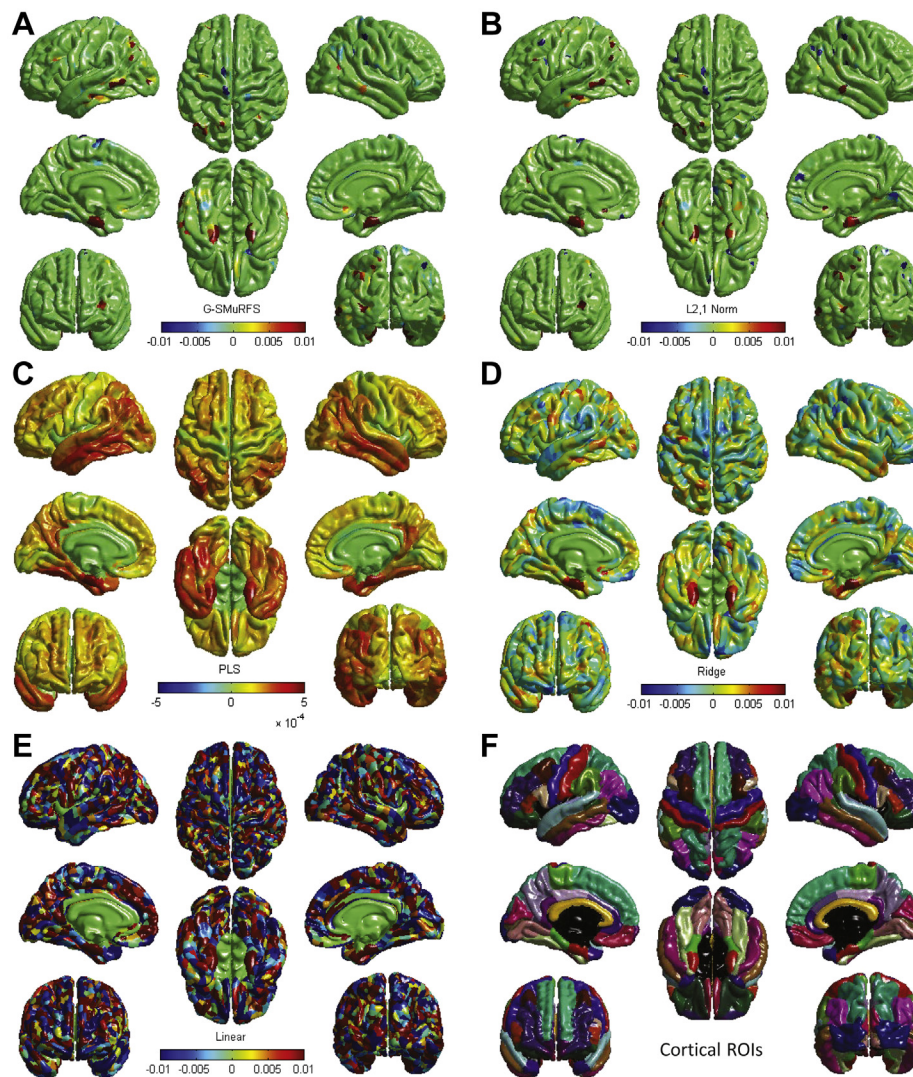 A
B
G-SMuRFS
-0.01 -0.005 0 0.005 0.01
L2,1 Norm
-0.01 -0.005 0 0.005 0.01
C
D
PLS
-5 0 5
× 10⁻⁴
Ridge
-0.01 -0.005 0 0.005 0.01
E
F
Linear
-0.01 -0.005 0 0.005 0.01
Cortical ROIs